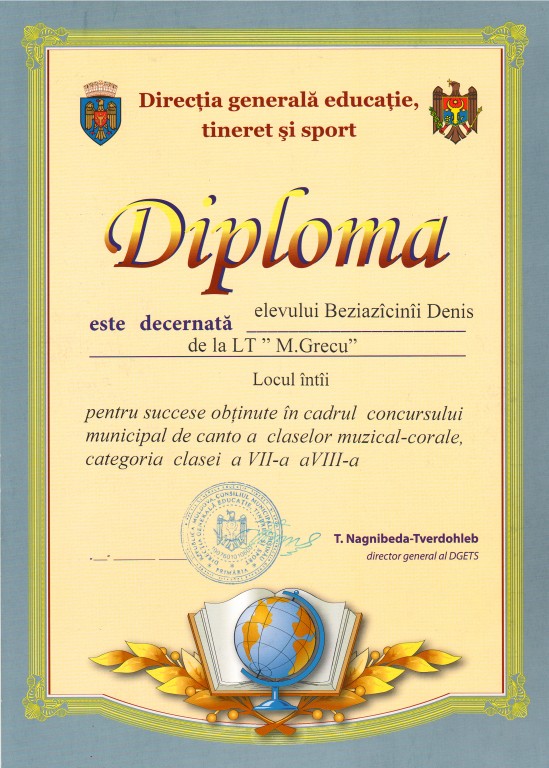 Direcția generală educație,
tineret şi sport
Diploma
este decernată elevului Beziazîcinîi Denis
de la LT ” M.Grecu”
Locul întîi
pentru succese obținute în cadrul concursului
municipal de canto a claselor muzical-corale,
categoria clasei a VII-a aVIII-a
T. Nagnibeda-Tverdohleb
director general al DGETS
PRIMĂRIA